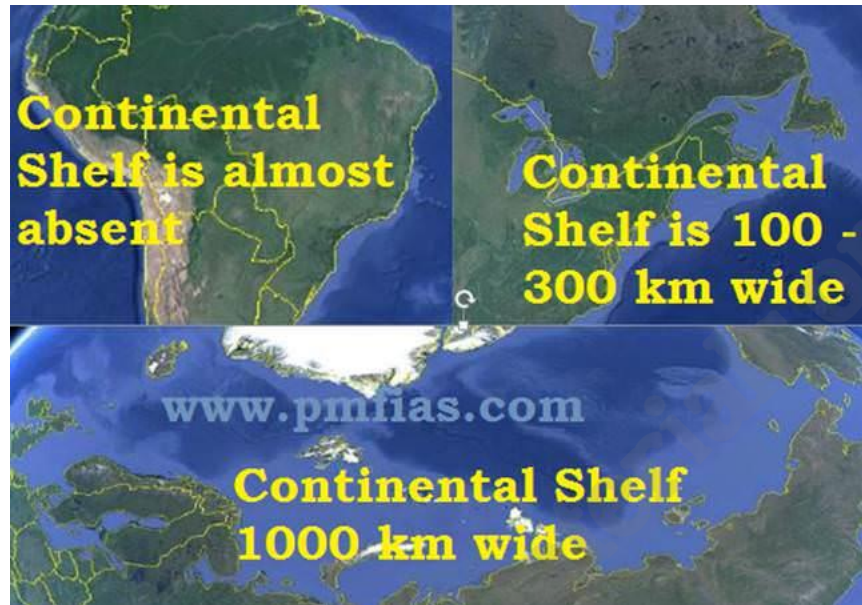 Continental
Shelf is almost
absent
Continental
Shelf is 100 -
300 km wide
www.pmfias.com
Continental Shelf
1000 km wide